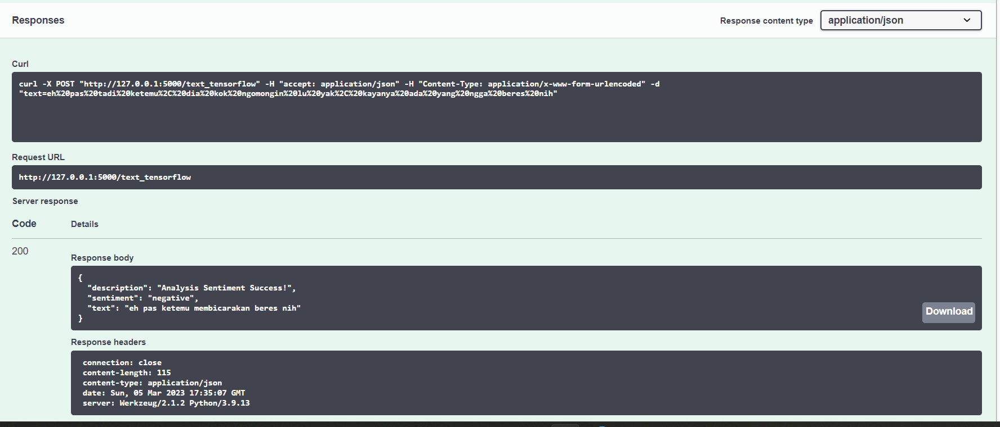 Responses
Response content type
application/json
Curl
curl -X POST "http://127.0.0.1:5000/text_tensorflow" -H "accept: application/json" -H "Content-Type: application/x-www-form-urlencoded" -d
"text=eh%20pas%20tadi%20ketemu%2C%20dia%20kok%20ngomongin%20lu%20yak%2C%20kayanya%20ada%20yang%20ngga%20beres%20nih"
Request URL
http://127.0.0.1:5000/text_tensorflow
Server response
Code Details
200
Response body
{
"description": "Analysis Sentiment Success!",
"sentiment": "negative",
"text": "eh pas ketemu membicarakan beres nih"
}
Download
Response headers
connection: close
content-length: 115
content-type: application/json
date: Sun, 05 Mar 2023 17:35:07 GMT
server: Werkzeug/2.1.2 Python/3.9.13